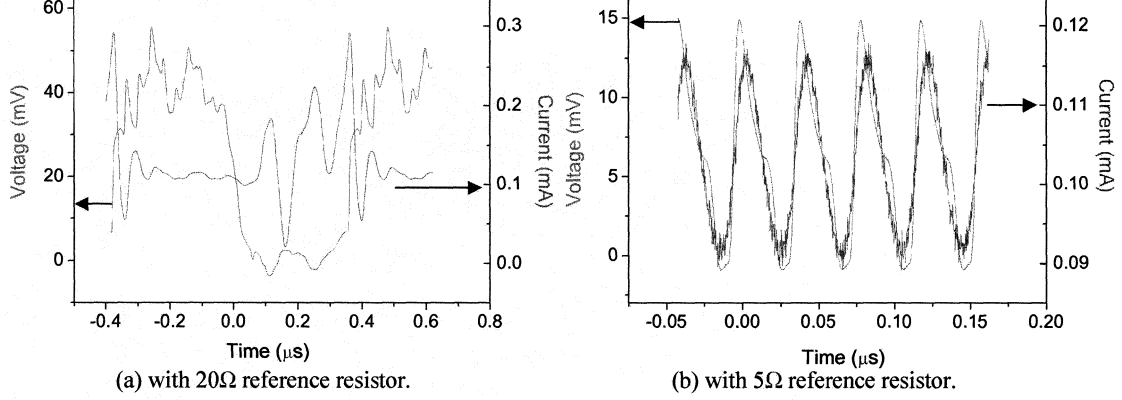 60
40
20
0
Voltage (mV)
0.3
0.2
0.1
0.0
Current (mA)
-0.4 -0.2 0.0 0.2 0.4 0.6 0.8
Time (μs)
(a) with 20Ω reference resistor.
15
10
5
0
Voltage (mV)
0.12
0.11
0.10
0.09
Current (mA)
-0.05 0.00 0.05 0.10 0.15 0.20
Time (μs)
(b) with 5Ω reference resistor.